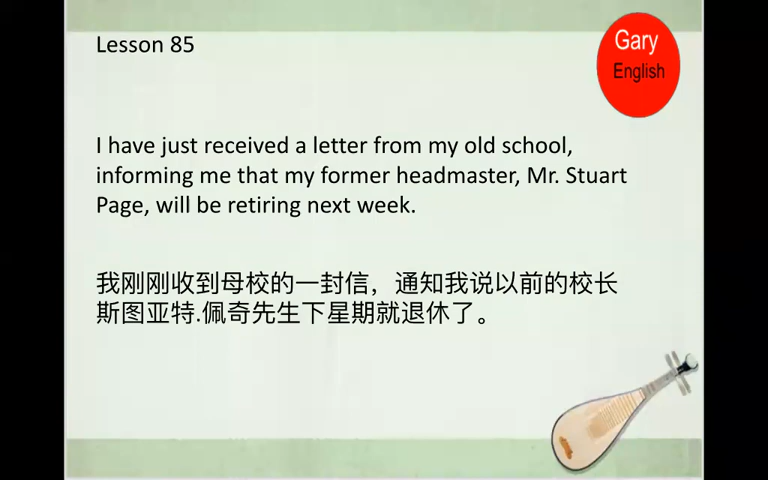 Lesson 85
Gary
English
I have just received a letter from my old school,
informing me that my former headmaster, Mr. Stuart
Page, will be retiring next week.
我刚刚收到母校的一封信，通知我说以前的校长
斯图亚特.佩奇先生下星期就退休了。